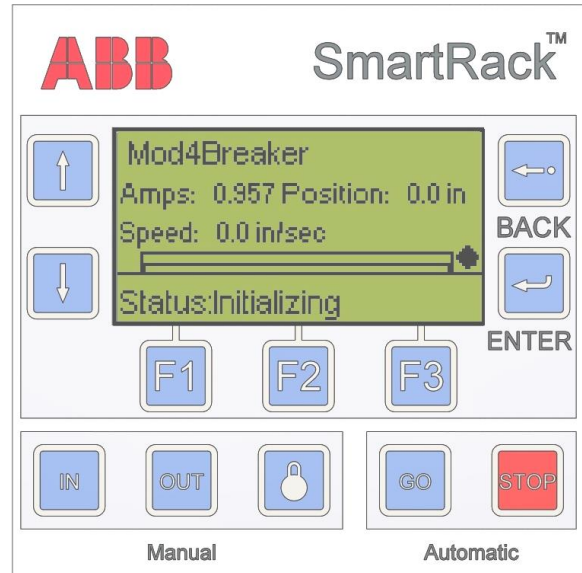 ABB
SmartRack™
Mod4Breaker
Amps: 0.957 Position: 0.0 in
Speed: 0.0 in/sec
Status:Initializing
BACK
ENTER
F1 F2 F3
IN OUT GO STOP
Manual Automatic